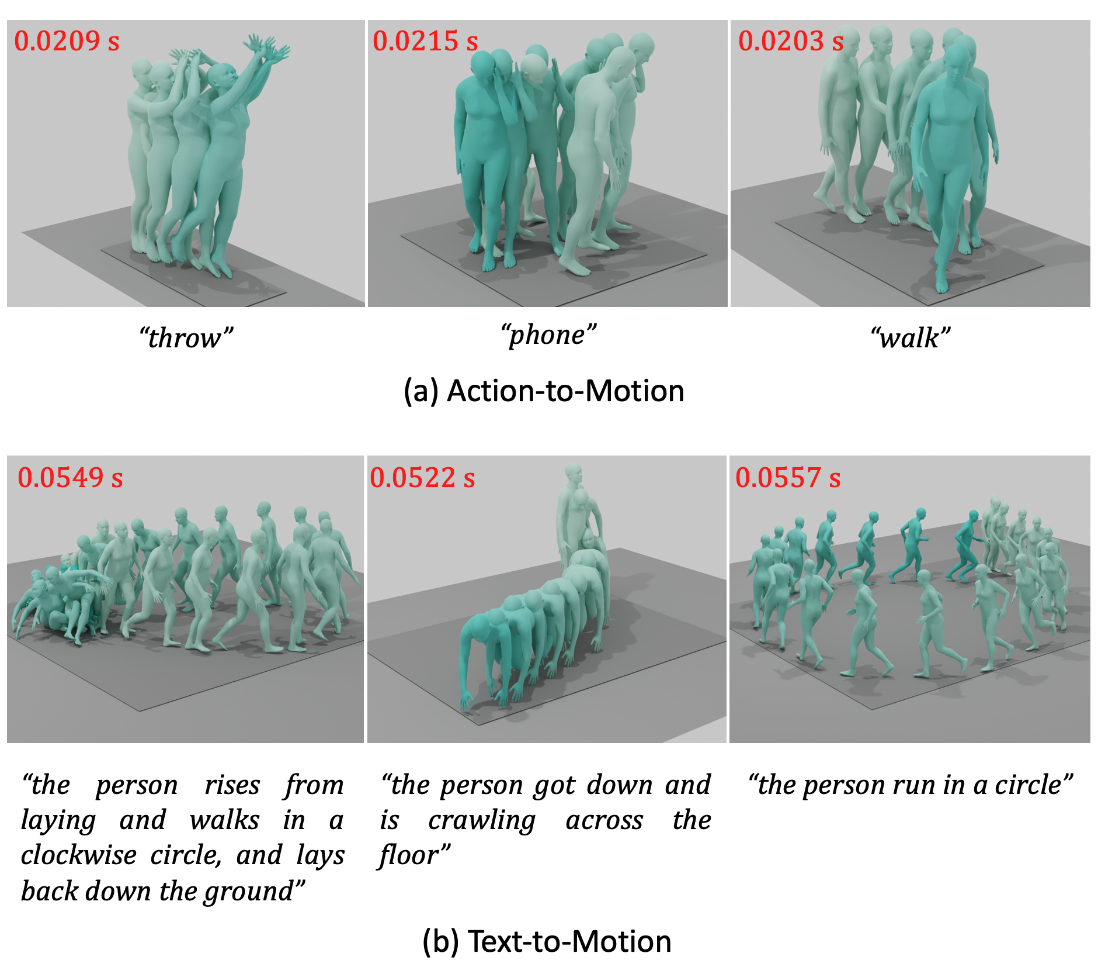 0.0209 s
0.0215 s
0.0203 s
“throw”
“phone”
“walk”
(a) Action-to-Motion
0.0549 s
0.0522 s
0.0557 s
“the person rises from
laying and walks in a
clockwise circle, and lays
back down the ground”
“the person got down and
is crawling across the
floor”
“the person run in a circle”
(b) Text-to-Motion